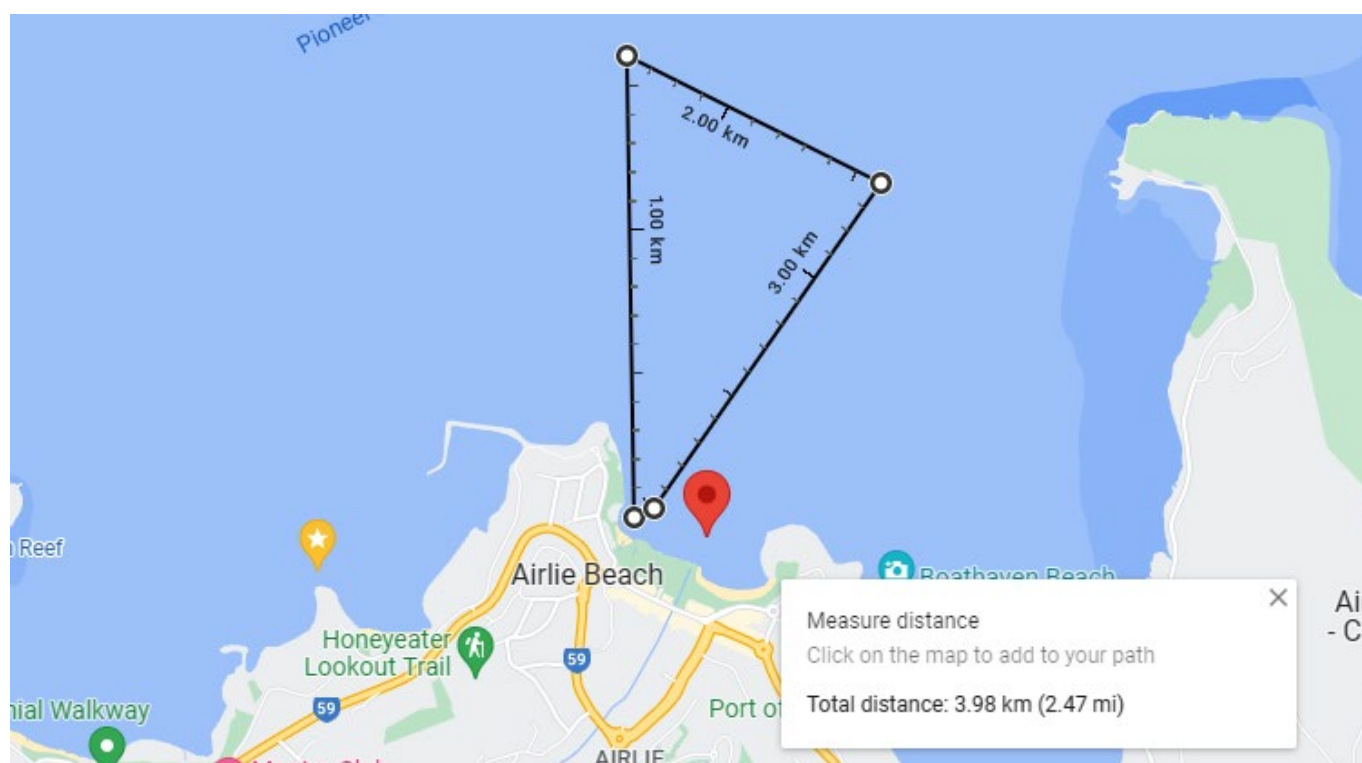 Pioneer
2.00 km
1.00 km
3.00 km
Reef
Airlie Beach
Boathaven Beach
Honeyeater
Lookout Trail
59
59
nial Walkway
Port of
AIRLIE
Measure distance
Click on the map to add to your path
Total distance: 3.98 km (2.47 mi)
Ai
- C